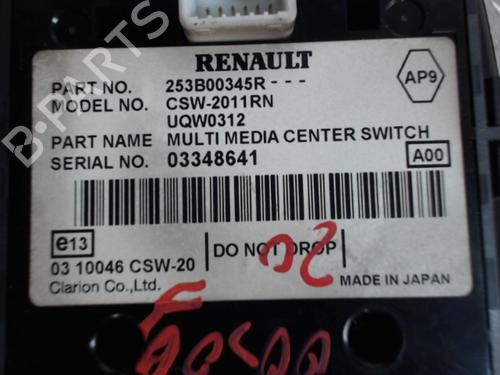 RENAULT
PART NO. 253B00345R - - -
MODEL NO. CSW-2011RN
UQW0312
AP9
PART NAME MULTI MEDIA CENTER SWITCH
SERIAL NO. 03348641
A00
e13
DO NOT DROP
03 10046 CSW-20
Clarion Co.,Ltd.
MADE IN JAPAN
B-PARTS